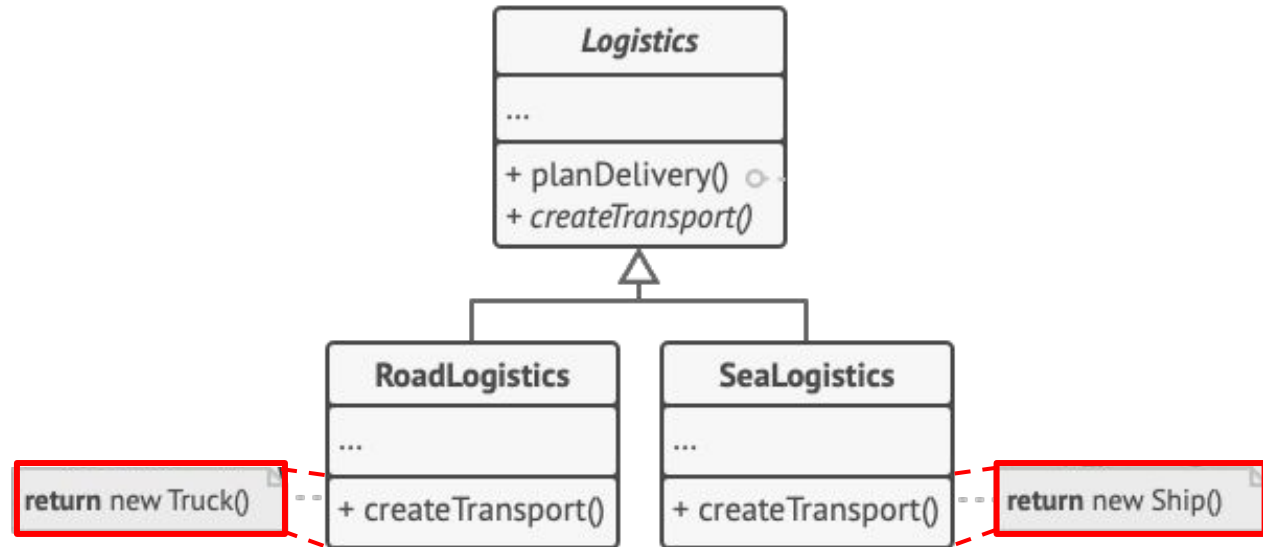 Logistics
...
+ planDelivery()
+ createTransport()
RoadLogistics
...
+ createTransport()
SeaLogistics
...
+ createTransport()
return new Truck()
return new Ship()